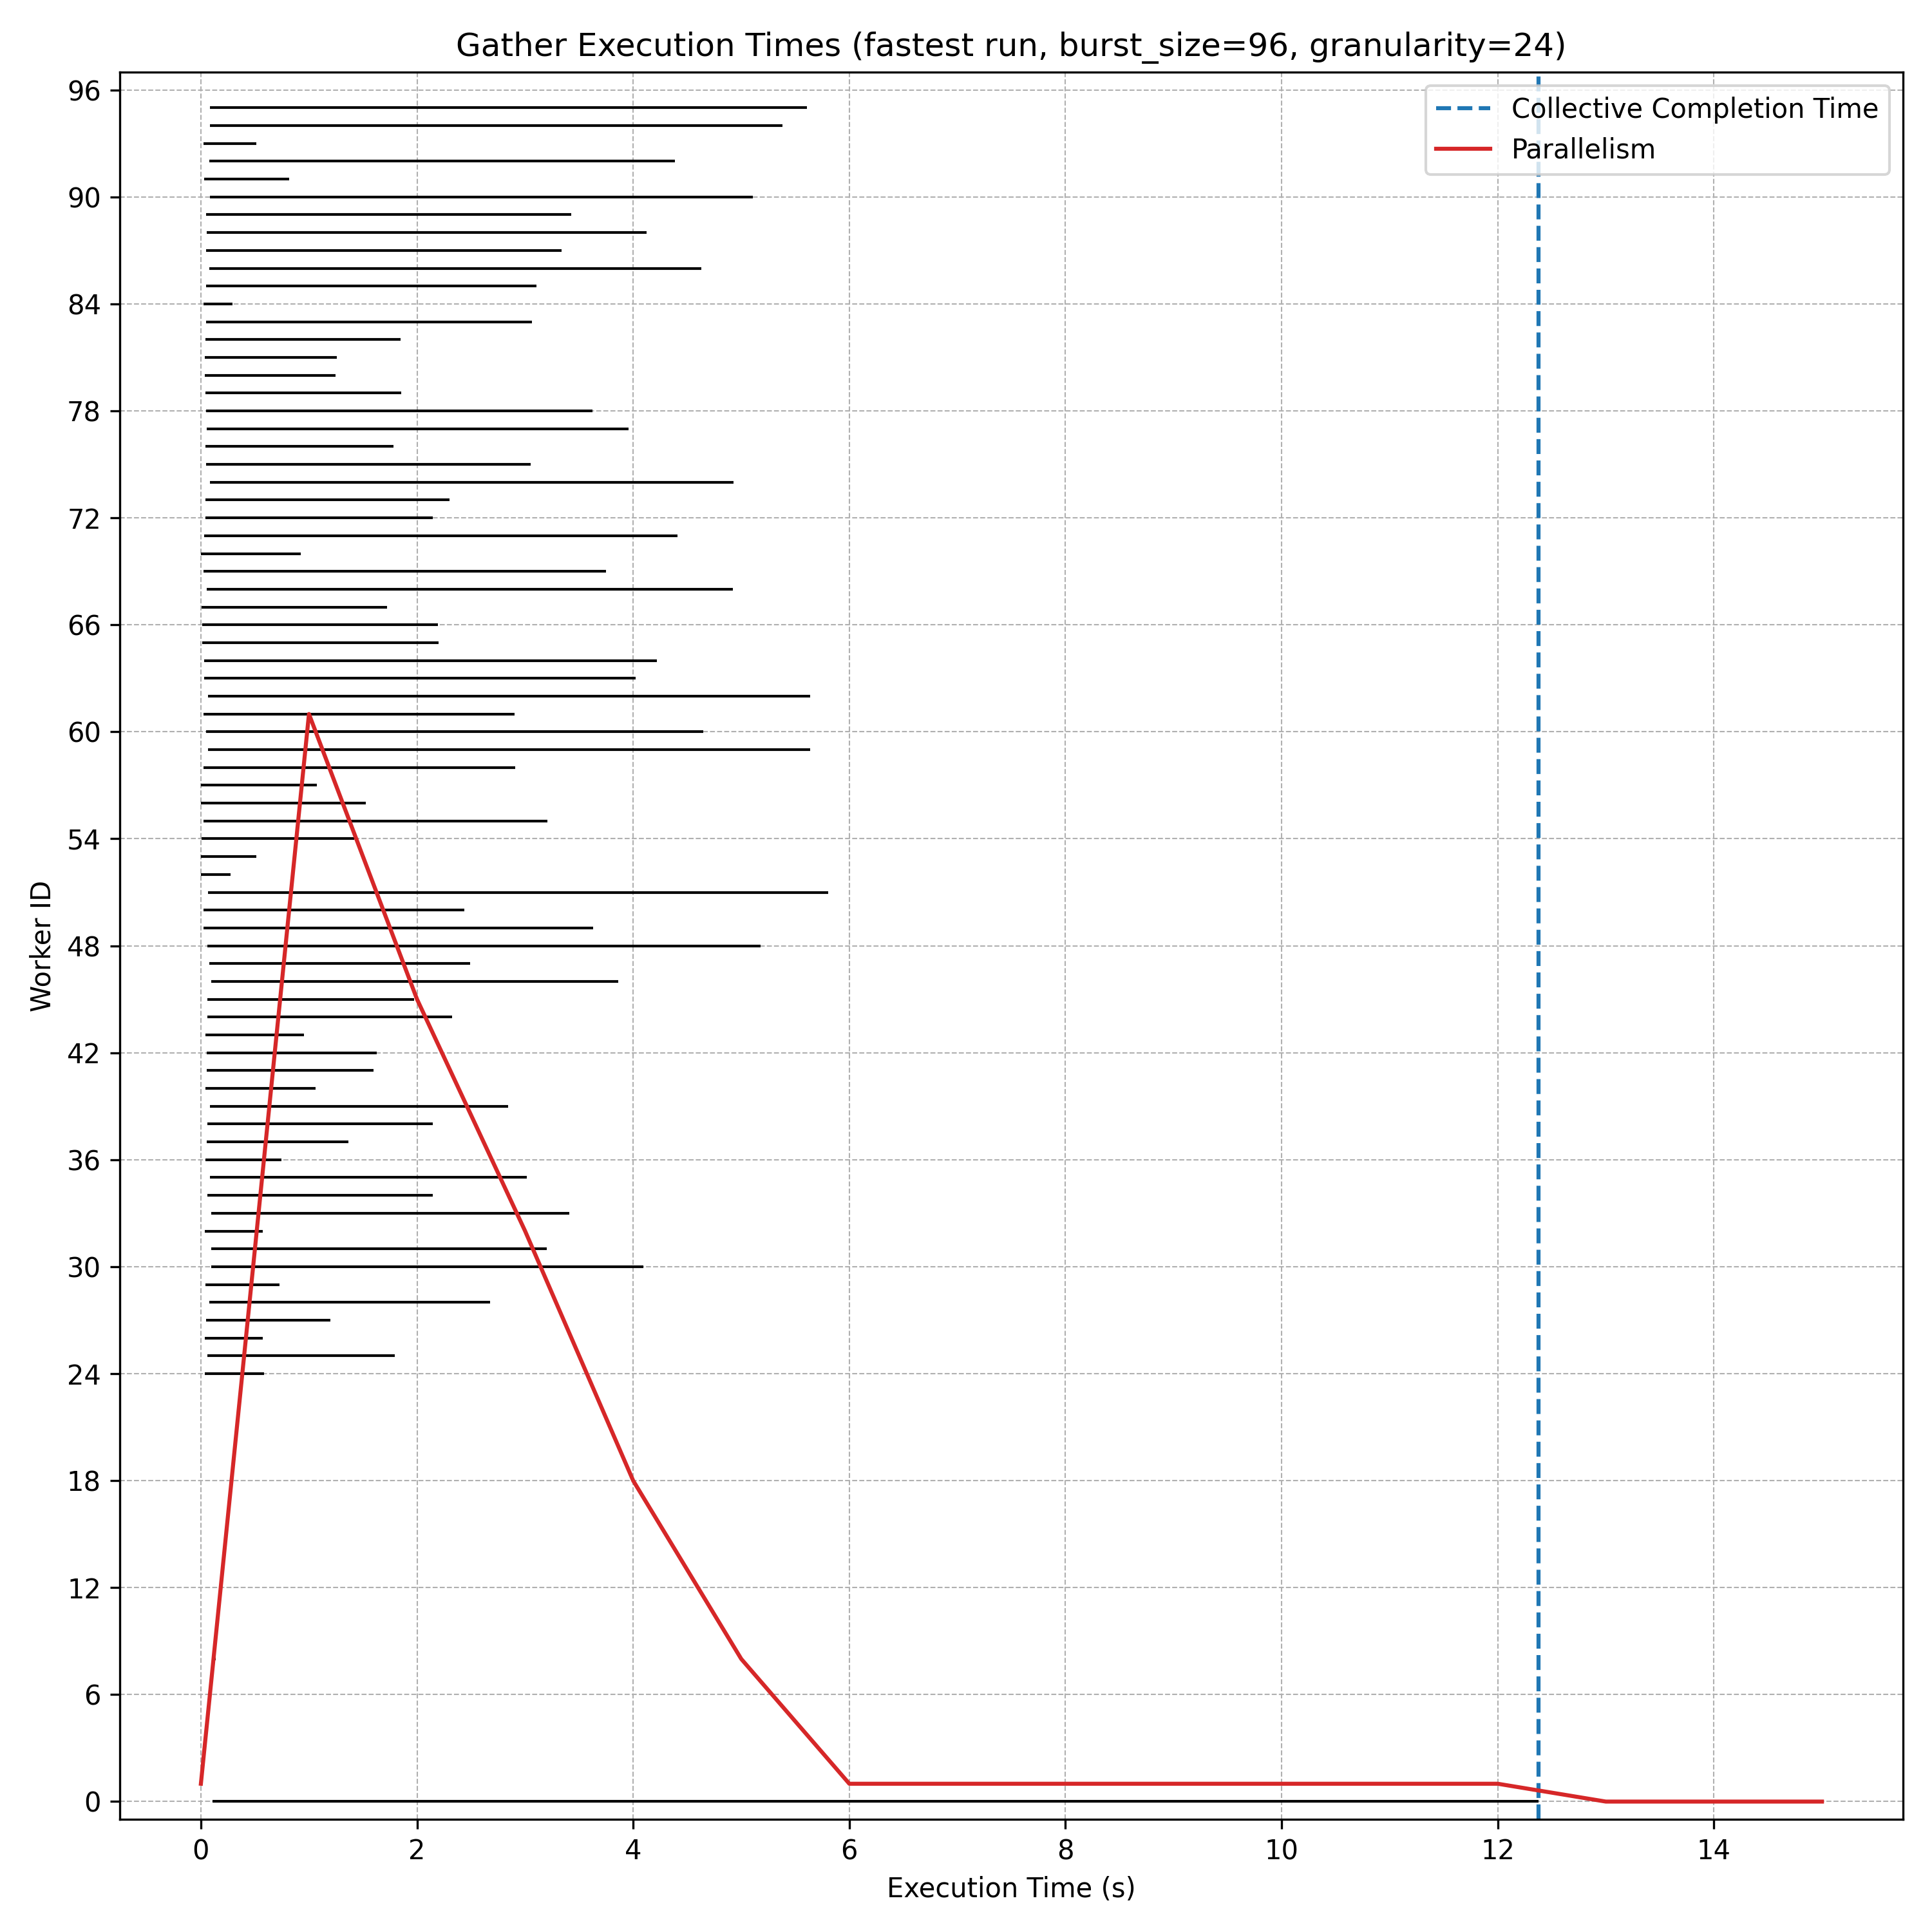 Gather Execution Times (fastest run, burst_size=96, granularity=24)
Collective Completion Time
Parallelism
96
90
84
78
72
66
60
54
48
42
36
30
24
18
12
6
0
Worker ID
0 2 4 6 8 10 12 14
Execution Time (s)